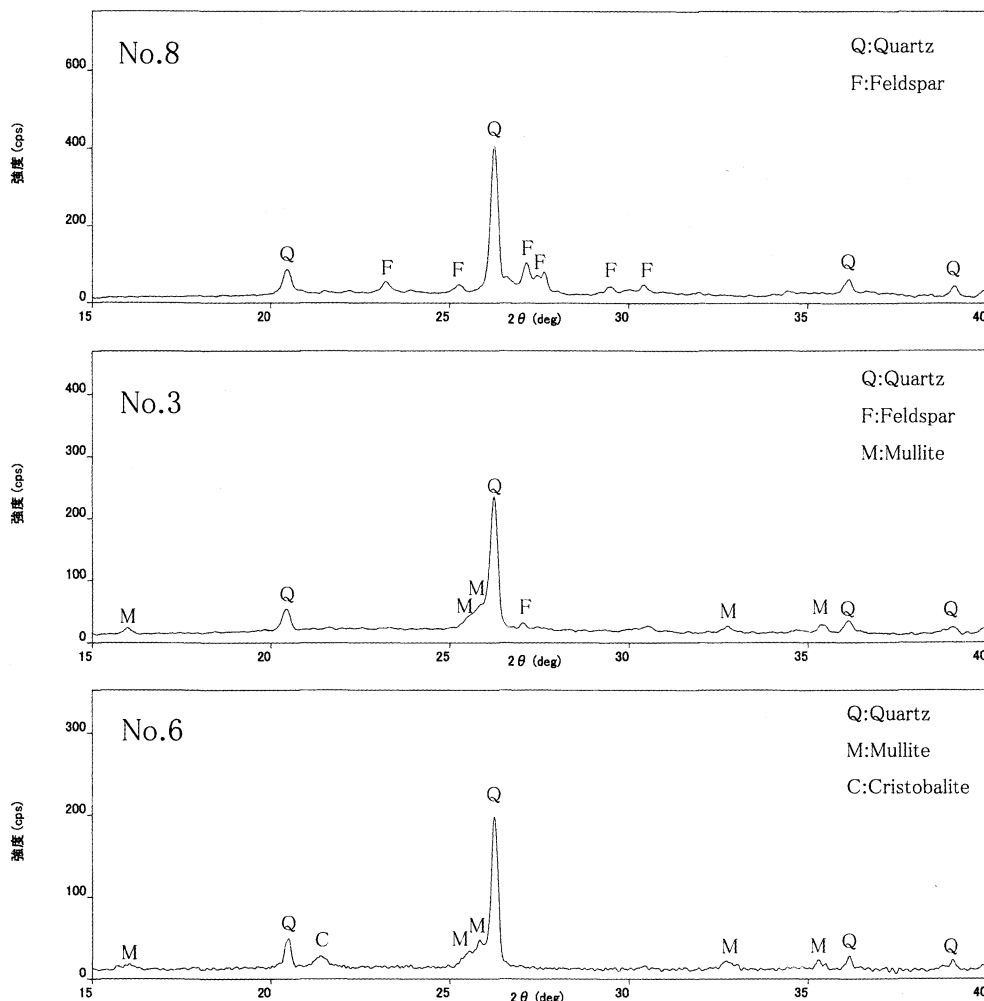 No.8
Q:Quartz
F:Feldspar
強度 (cps)
600
400
200
0
Q
F
F
Q
F
F
F
F
Q
Q
15
20
25
30
35
40
2θ (deg)
No.3
Q:Quartz
F:Feldspar
M:Mullite
強度 (cps)
400
300
200
100
0
M
Q
M
M
Q
F
M
M
Q
Q
15
20
25
30
35
40
2θ (deg)
No.6
Q:Quartz
M:Mullite
C:Cristobalite
強度 (cps)
300
200
100
0
M
Q
C
M
M
Q
M
M
Q
Q
15
20
25
30
35
40
2θ (deg)